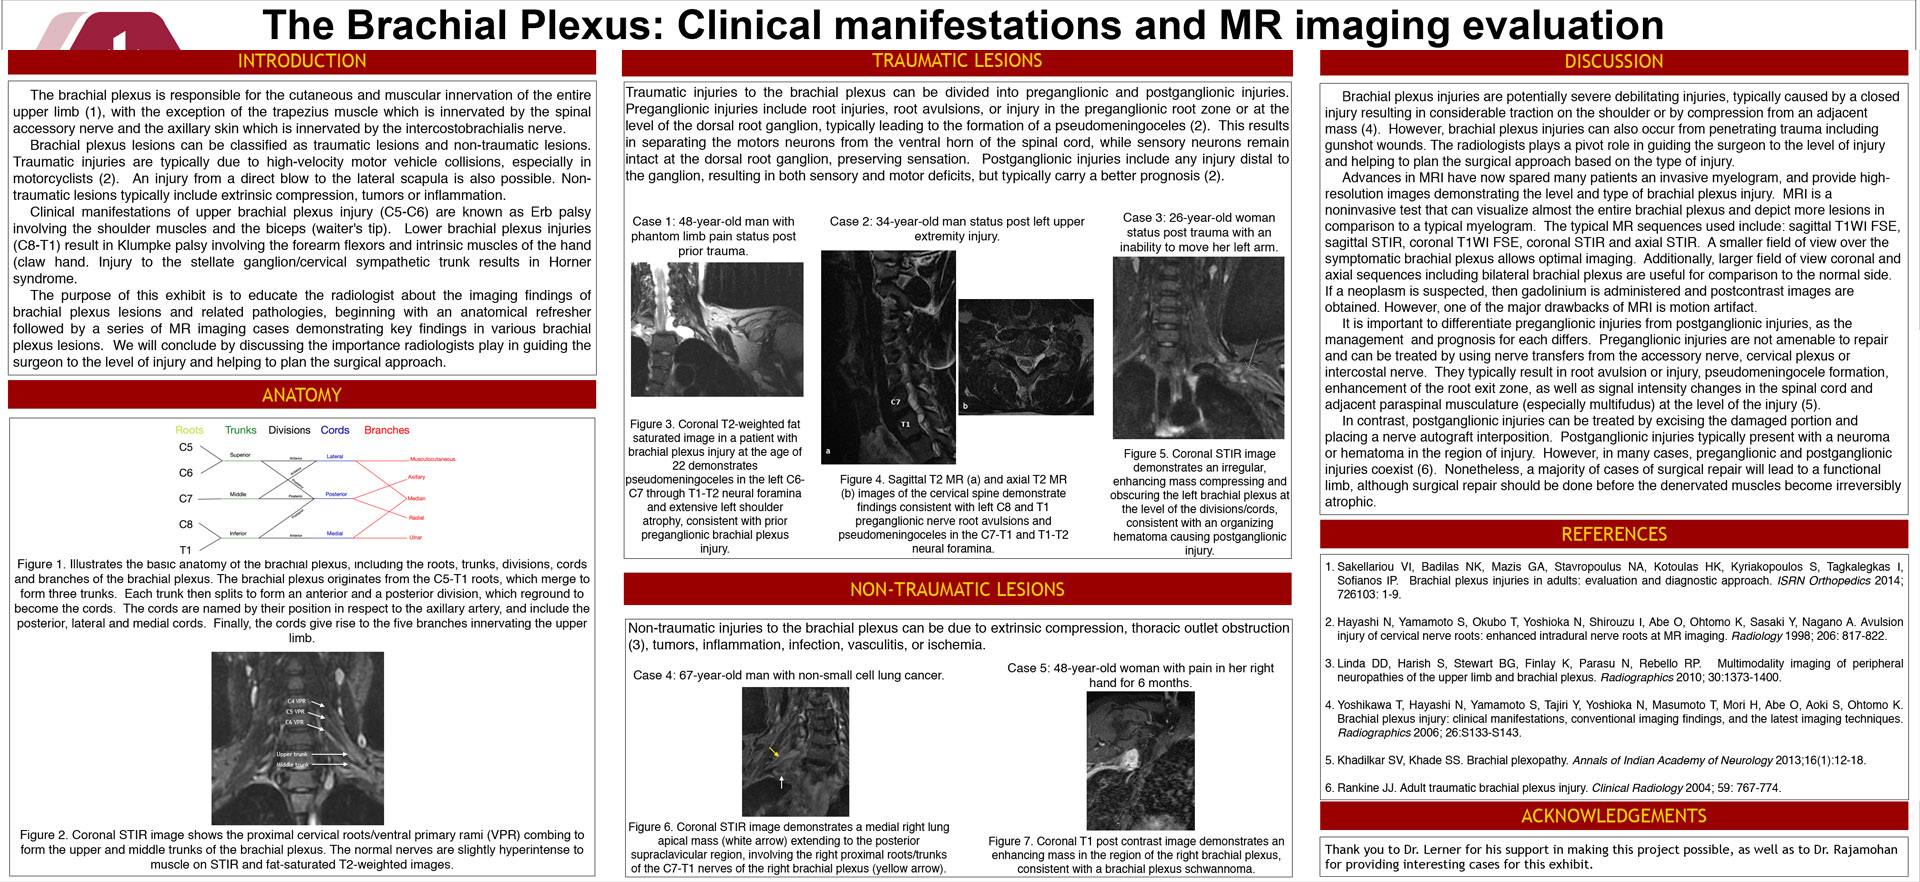 The Brachial Plexus: Clinical manifestations and MR imaging evaluation
INTRODUCTION
The brachial plexus is responsible for the cutaneous and muscular innervation of the entire
upper limb (1), with the exception of the trapezius muscle which is innervated by the spinal
accessory nerve and the axillary skin which is innervated by the intercostobrachialis nerve.
Brachial plexus lesions can be classified as traumatic lesions and non-traumatic lesions.
Traumatic injuries are typically due to high-velocity motor vehicle collisions, especially in
motorcyclists (2). An injury from a direct blow to the lateral scapula is also possible. Non-
traumatic lesions typically include extrinsic compression, tumors or inflammation.
Clinical manifestations of upper brachial plexus injury (C5-C6) are known as Erb palsy
involving the shoulder muscles and the biceps (waiter's tip). Lower brachial plexus injuries
(C8-T1) result in Klumpke palsy involving the forearm flexors and intrinsic muscles of the hand
(claw hand. Injury to the stellate ganglion/cervical sympathetic trunk results in Horner
syndrome.
The purpose of this exhibit is to educate the radiologist about the imaging findings of
brachial plexus lesions and related pathologies, beginning with an anatomical refresher
followed by a series of MR imaging cases demonstrating key findings in various brachial
plexus lesions. We will conclude by discussing the importance radiologists play in guiding the
surgeon to the level of injury and helping to plan the surgical approach.
ANATOMY
Roots Trunks Divisions Cords Branches
C5
C6
C7
C8
T1
Superior
Middle
Inferior
Anterior
Anterior
Posterior
Posterior
Posterior
Anterior
Lateral
Posterior
Medial
Musculocutaneous
Axillary
Median
Radial
Ulnar
Figure 1. Illustrates the basic anatomy of the brachial plexus, including the roots, trunks, divisions, cords
and branches of the brachial plexus. The brachial plexus originates from the C5-T1 roots, which merge to
form three trunks. Each trunk then splits to form an anterior and a posterior division, which reground to
become the cords. The cords are named by their position in respect to the axillary artery, and include the
posterior, lateral and medial cords. Finally, the cords give rise to the five branches innervating the upper
limb.
C4 VPR
C5 VPR
C6 VPR
Upper trunk
Middle trunk
Figure 2. Coronal STIR image shows the proximal cervical roots/ventral primary rami (VPR) combing to
form the upper and middle trunks of the brachial plexus. The normal nerves are slightly hyperintense to
muscle on STIR and fat-saturated T2-weighted images.
TRAUMATIC LESIONS
Traumatic injuries to the brachial plexus can be divided into preganglionic and postganglionic injuries.
Preganglionic injuries include root injuries, root avulsions, or injury in the preganglionic root zone or at the
level of the dorsal root ganglion, typically leading to the formation of a pseudomeningoceles (2). This results
in separating the motors neurons from the ventral horn of the spinal cord, while sensory neurons remain
intact at the dorsal root ganglion, preserving sensation. Postganglionic injuries include any injury distal to
the ganglion, resulting in both sensory and motor deficits, but typically carry a better prognosis (2).
Case 1: 48-year-old man with
phantom limb pain status post
prior trauma.
Figure 3. Coronal T2-weighted fat
saturated image in a patient with
brachial plexus injury at the age of
22 demonstrates
pseudomeningoceles in the left C6-
C7 through T1-T2 neural foramina
and extensive left shoulder
atrophy, consistent with prior
preganglionic brachial plexus
injury.
Case 2: 34-year-old man status post left upper
extremity injury.
C7
T1
a
b
Figure 4. Sagittal T2 MR (a) and axial T2 MR
(b) images of the cervical spine demonstrate
findings consistent with left C8 and T1
preganglionic nerve root avulsions and
pseudomeningoceles in the C7-T1 and T1-T2
neural foramina.
Case 3: 26-year-old woman
status post trauma with an
inability to move her left arm.
Figure 5. Coronal STIR image
demonstrates an irregular,
enhancing mass compressing and
obscuring the left brachial plexus at
the level of the divisions/cords,
consistent with an organizing
hematoma causing postganglionic
injury.
NON-TRAUMATIC LESIONS
Non-traumatic injuries to the brachial plexus can be due to extrinsic compression, thoracic outlet obstruction
(3), tumors, inflammation, infection, vasculitis, or ischemia.
Case 4: 67-year-old man with non-small cell lung cancer.
Figure 6. Coronal STIR image demonstrates a medial right lung
apical mass (white arrow) extending to the posterior
supraclavicular region, involving the right proximal roots/trunks
of the C7-T1 nerves of the right brachial plexus (yellow arrow).
Case 5: 48-year-old woman with pain in her right
hand for 6 months.
Figure 7. Coronal T1 post contrast image demonstrates an
enhancing mass in the region of the right brachial plexus,
consistent with a brachial plexus schwannoma.
DISCUSSION
Brachial plexus injuries are potentially severe debilitating injuries, typically caused by a closed
injury resulting in considerable traction on the shoulder or by compression from an adjacent
mass (4). However, brachial plexus injuries can also occur from penetrating trauma including
gunshot wounds. The radiologists plays a pivot role in guiding the surgeon to the level of injury
and helping to plan the surgical approach based on the type of injury.
Advances in MRI have now spared many patients an invasive myelogram, and provide high-
resolution images demonstrating the level and type of brachial plexus injury. MRI is a
noninvasive test that can visualize almost the entire brachial plexus and depict more lesions in
comparison to a typical myelogram. The typical MR sequences used include: sagittal T1WI FSE,
sagittal STIR, coronal T1WI FSE, coronal STIR and axial STIR. A smaller field of view over the
symptomatic brachial plexus allows optimal imaging. Additionally, larger field of view coronal and
axial sequences including bilateral brachial plexus are useful for comparison to the normal side.
If a neoplasm is suspected, then gadolinium is administered and postcontrast images are
obtained. However, one of the major drawbacks of MRI is motion artifact.
It is important to differentiate preganglionic injuries from postganglionic injuries, as the
management and prognosis for each differs. Preganglionic injuries are not amenable to repair
and can be treated by using nerve transfers from the accessory nerve, cervical plexus or
intercostal nerve. They typically result in root avulsion or injury, pseudomeningocele formation,
enhancement of the root exit zone, as well as signal intensity changes in the spinal cord and
adjacent paraspinal musculature (especially multifudus) at the level of the injury (5).
In contrast, postganglionic injuries can be treated by excising the damaged portion and
placing a nerve autograft interposition. Postganglionic injuries typically present with a neuroma
or hematoma in the region of injury. However, in many cases, preganglionic and postganglionic
injuries coexist (6). Nonetheless, a majority of cases of surgical repair will lead to a functional
limb, although surgical repair should be done before the denervated muscles become irreversibly
atrophic.
REFERENCES
1. Sakellariou VI, Badilas NK, Mazis GA, Stavropoulus NA, Kotoulas HK, Kyriakopoulos S, Tagkalegkas I,
Sofianos IP. Brachial plexus injuries in adults: evaluation and diagnostic approach. ISRN Orthopedics 2014;
726103: 1-9.
2. Hayashi N, Yamamoto S, Okubo T, Yoshioka N, Shirouzu I, Abe O, Ohtomo K, Sasaki Y, Nagano A. Avulsion
injury of cervical nerve roots: enhanced intradural nerve roots at MR imaging. Radiology 1998; 206: 817-822.
3. Linda DD, Harish S, Stewart BG, Finlay K, Parasu N, Rebello RP. Multimodality imaging of peripheral
neuropathies of the upper limb and brachial plexus. Radiographics 2010; 30:1373-1400.
4. Yoshikawa T, Hayashi N, Yamamoto S, Tajiri Y, Yoshioka N, Masumoto T, Mori H, Abe O, Aoki S, Ohtomo K.
Brachial plexus injury: clinical manifestations, conventional imaging findings, and the latest imaging techniques.
Radiographics 2006; 26:S133-S143.
5. Khadilkar SV, Khade SS. Brachial plexopathy. Annals of Indian Academy of Neurology 2013;16(1):12-18.
6. Rankine JJ. Adult traumatic brachial plexus injury. Clinical Radiology 2004; 59: 767-774.
ACKNOWLEDGEMENTS
Thank you to Dr. Lerner for his support in making this project possible, as well as to Dr. Rajamohan
for providing interesting cases for this exhibit.